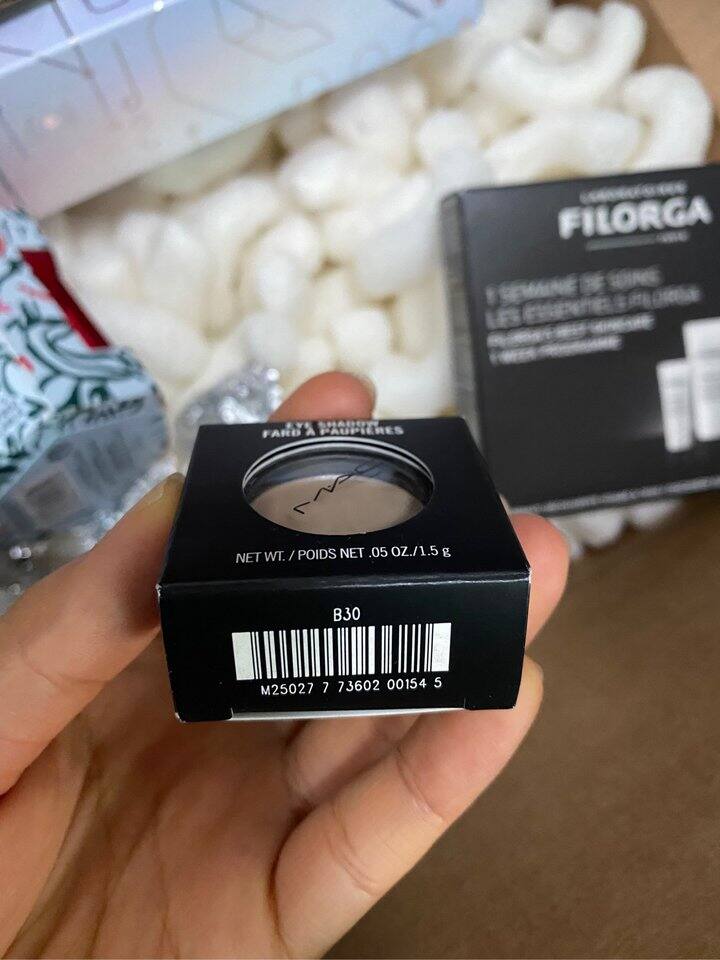 FILORGA
1 SEMAINE DE SOINS
LES ESSENTIELS FILORGA
EYE SHADOW
FARD À PAUPIÈRES
MAC
NET WT. / POIDS NET .05 OZ./1.5 g
B30
M25027 7 73602 00154 5